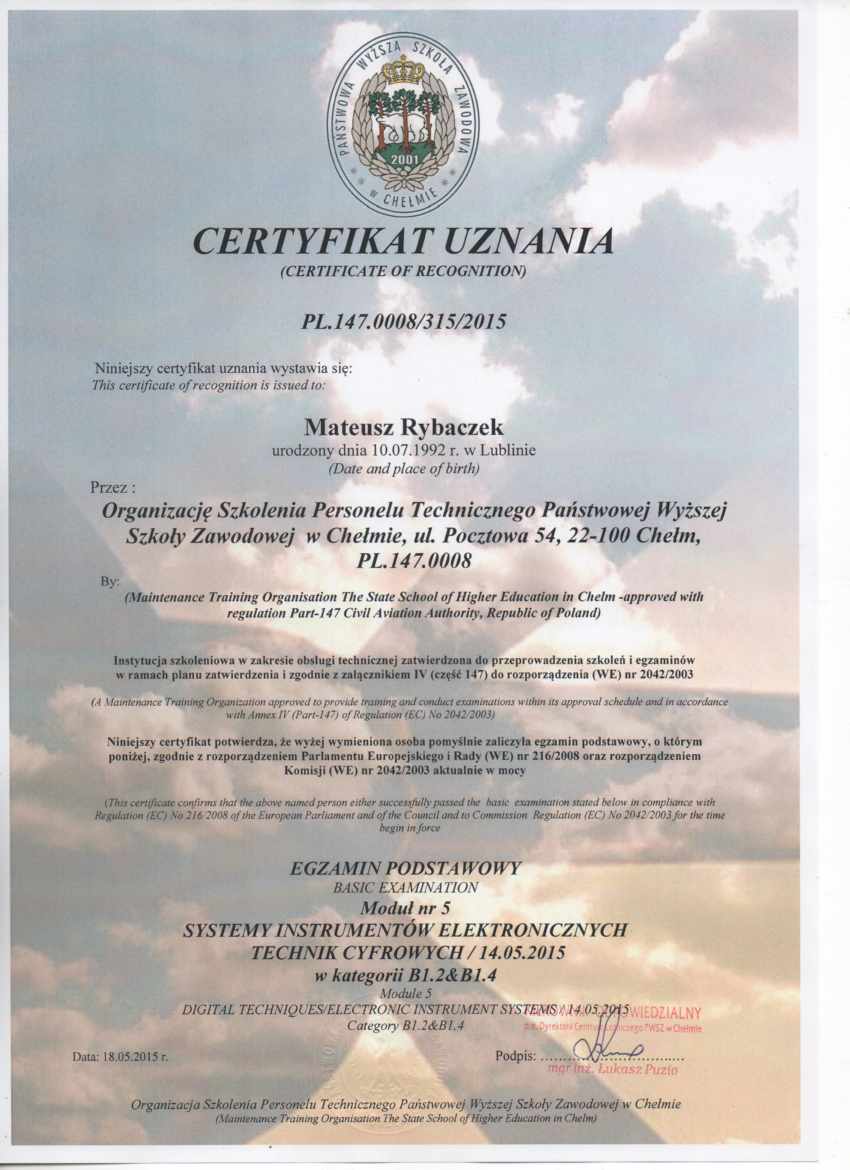 PAŃSTWOWA WYŻSZA SZKOŁA ZAWODOWA
2001
w CHEŁMIE
CERTYFIKAT UZNANIA
(CERTIFICATE OF RECOGNITION)
PL.147.0008/315/2015
Niniejszy certyfikat uznania wystawia się:
This certificate of recognition is issued to:
Mateusz Rybaczek
urodzony dnia 10.07.1992 r. w Lublinie
(Date and place of birth)
Przez :
Organizację Szkolenia Personelu Technicznego Państwowej Wyższej
Szkoły Zawodowej w Chełmie, ul. Pocztowa 54, 22-100 Chełm,
PL.147.0008
By:
(Maintenance Training Organisation The State School of Higher Education in Chelm -approved with
regulation Part-147 Civil Aviation Authority, Republic of Poland)
Instytucja szkoleniowa w zakresie obsługi technicznej zatwierdzona do przeprowadzenia szkoleń i egzaminów
w ramach planu zatwierdzenia i zgodnie z załącznikiem IV (część 147) do rozporządzenia (WE) nr 2042/2003
(A Maintenance Training Organization approved to provide training and conduct examinations within its approval schedule and in accordance
with Annex IV (Part-147) of Regulation (EC) No 2042/2003)
Niniejszy certyfikat potwierdza, że wyżej wymieniona osoba pomyślnie zaliczyła egzamin podstawowy, o którym
poniżej, zgodnie z rozporządzeniem Parlamentu Europejskiego i Rady (WE) nr 216/2008 oraz rozporządzeniem
Komisji (WE) nr 2042/2003 aktualnie w mocy
(This certificate confirms that the above named person either successfully passed the basic examination stated below in compliance with
Regulation (EC) No 216/2008 of the European Parliament and of the Council and to Commission Regulation (EC) No 2042/2003 for the time
begin in force
EGZAMIN PODSTAWOWY
BASIC EXAMINATION
Moduł nr 5
SYSTEMY INSTRUMENTÓW ELEKTRONICZNYCH
TECHNIK CYFROWYCH / 14.05.2015
w kategorii B1.2&B1.4
Module 5
DIGITAL TECHNIQUES/ELECTRONIC INSTRUMENT SYSTEMS / 14.05.2015
Category B1.2&B1.4
p.o. Dyrektora Centrum Lotniczego PWSZ w Chełmie
Data: 18.05.2015 r.
Podpis: ..............................
mgr inż. Łukasz Puzio
Organizacja Szkolenia Personelu Technicznego Państwowej Wyższej Szkoły Zawodowej w Chełmie
(Maintenance Training Organisation The State School of Higher Education in Chelm)